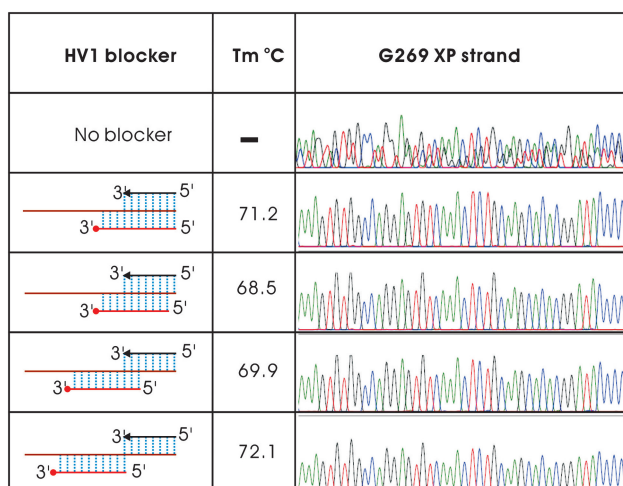 HV1 blocker Tm °C G269 XP strand
No blocker –
3' 5'
3' 5' 71.2
3' 5'
3' 5' 68.5
3' 5'
3' 5' 69.9
3' 5'
3' 5' 72.1